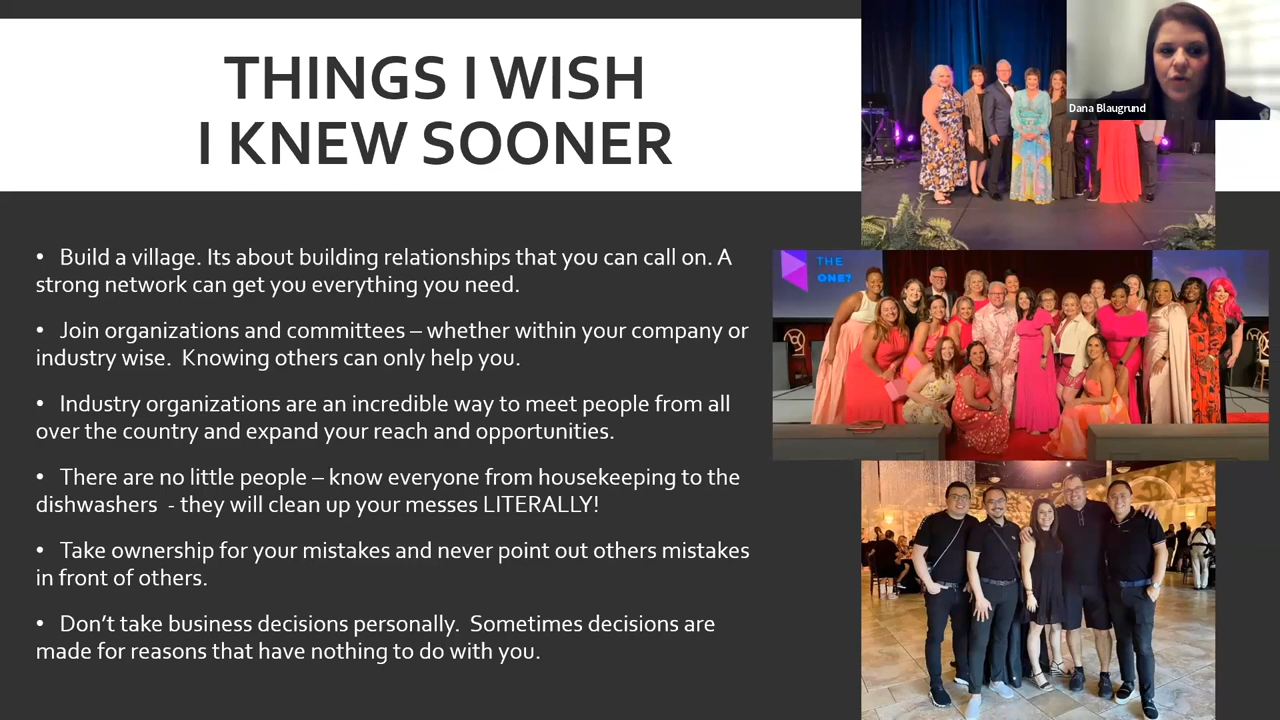 THINGS I WISH
I KNEW SOONER
Dana Blaugrund
• Build a village. Its about building relationships that you can call on. A
strong network can get you everything you need.
• Join organizations and committees – whether within your company or
industry wise.  Knowing others can only help you.
• Industry organizations are an incredible way to meet people from all
over the country and expand your reach and opportunities.
• There are no little people – know everyone from housekeeping to the
dishwashers  - they will clean up your messes LITERALLY!
• Take ownership for your mistakes and never point out others mistakes
in front of others.
• Don’t take business decisions personally.  Sometimes decisions are
made for reasons that have nothing to do with you.
THE
ONE?